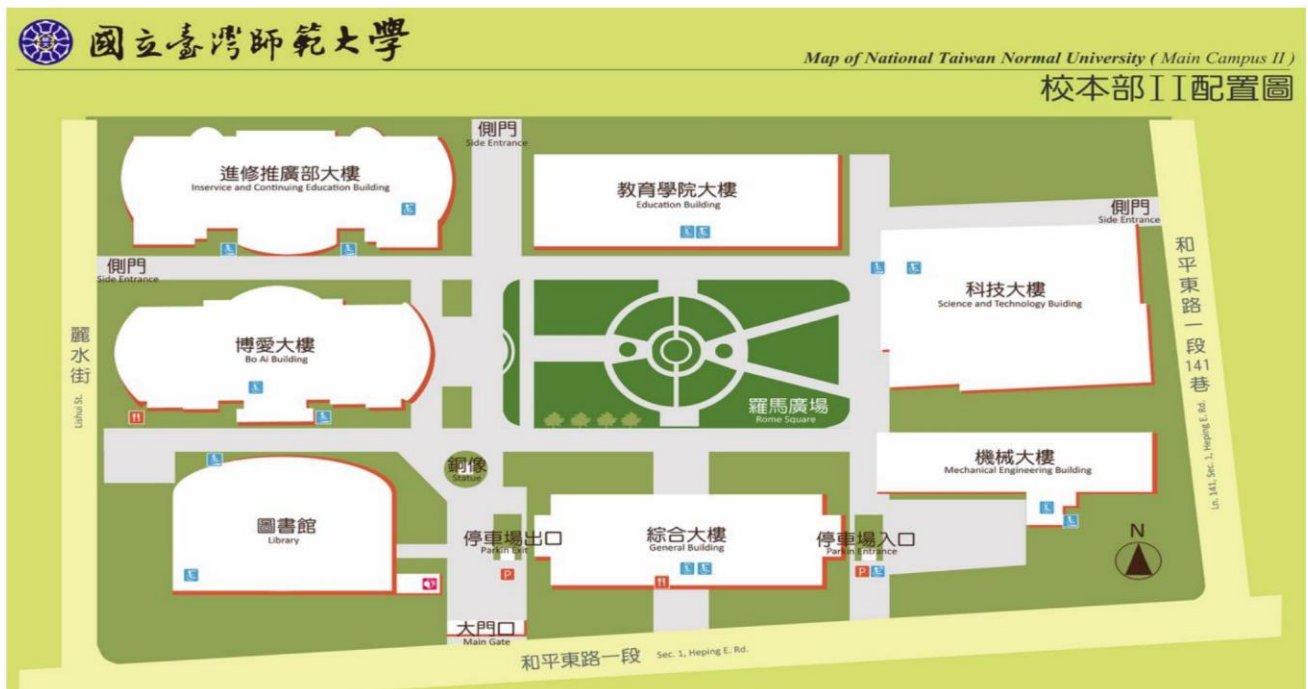 國立臺灣師範大學
Map of National Taiwan Normal University ( Main Campus II )
校本部II配置圖
側門
Side Entrance
進修推廣部大樓
Inservice and Continuing Education Building
教育學院大樓
Education Building
側門
Side Entrance
側門
Side Entrance
科技大樓
Science and Technology Buiding
和平東路一段141巷
Ln. 141, Sec. 1, Heping E. Rd.
麗水街
Lishui St.
博愛大樓
Bo Ai Building
羅馬廣場
Rome Square
銅像
Statue
機械大樓
Mechanical Engineering Building
圖書館
Library
停車場出口
Parkin Exit
P
綜合大樓
General Building
停車場入口
Parkin Entrance
P
N
大門口
Main Gate
和平東路一段 Sec. 1, Heping E. Rd.